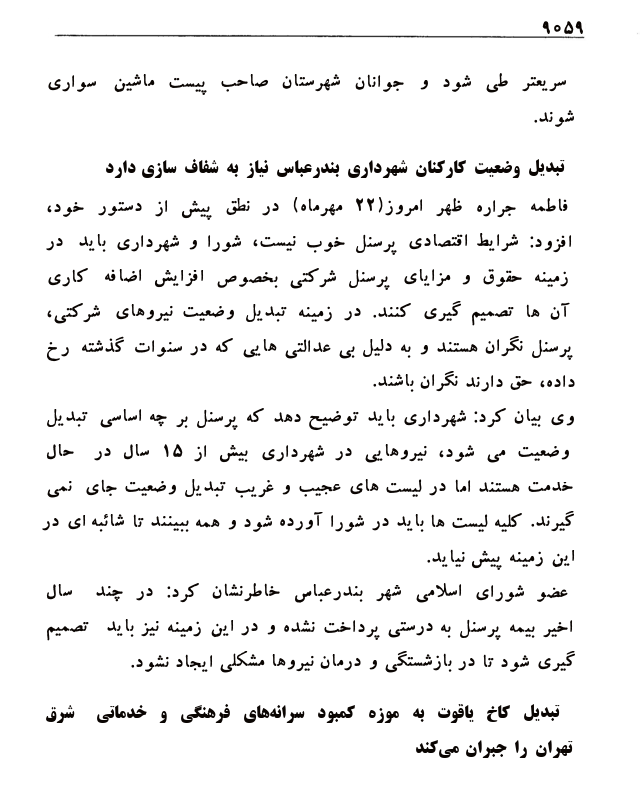 ۹۰۵۹
سریعتر طی شود و جوانان شهرستان صاحب پیست ماشین سواری
شوند.
تبدیل وضعیت کارکنان شهرداری بندرعباس نیاز به شفاف سازی دارد
فاطمه جراره ظهر امروز(۲۲ مهرماه) در نطق پیش از دستور خود،
افزود: شرایط اقتصادی پرسنل خوب نیست، شورا و شهرداری باید در
زمینه حقوق و مزایای پرسنل شرکتی بخصوص افزایش اضافه کاری
آن ها تصمیم گیری کنند. در زمینه تبدیل وضعیت نیروهای شرکتی،
پرسنل نگران هستند و به دلیل بی عدالتی هایی که در سنوات گذشته رخ
داده، حق دارند نگران باشند.
وی بیان کرد: شهرداری باید توضیح دهد که پرسنل بر چه اساسی تبدیل
وضعیت می شود، نیروهایی در شهرداری بیش از ۱۵ سال در حال
خدمت هستند اما در لیست های عجیب و غریب تبدیل وضعیت جای نمی
گیرند. کلیه لیست ها باید در شورا آورده شود و همه ببینند تا شائبه ای در
این زمینه پیش نیاید.
عضو شورای اسلامی شهر بندرعباس خاطرنشان کرد: در چند سال
اخیر بیمه پرسنل به درستی پرداخت نشده و در این زمینه نیز باید تصمیم
گیری شود تا در بازشستگی و درمان نیروها مشکلی ایجاد نشود.
تبدیل کاخ یاقوت به موزه کمبود سرانه‌های فرهنگی و خدماتی شرق
تهران را جبران می‌کند